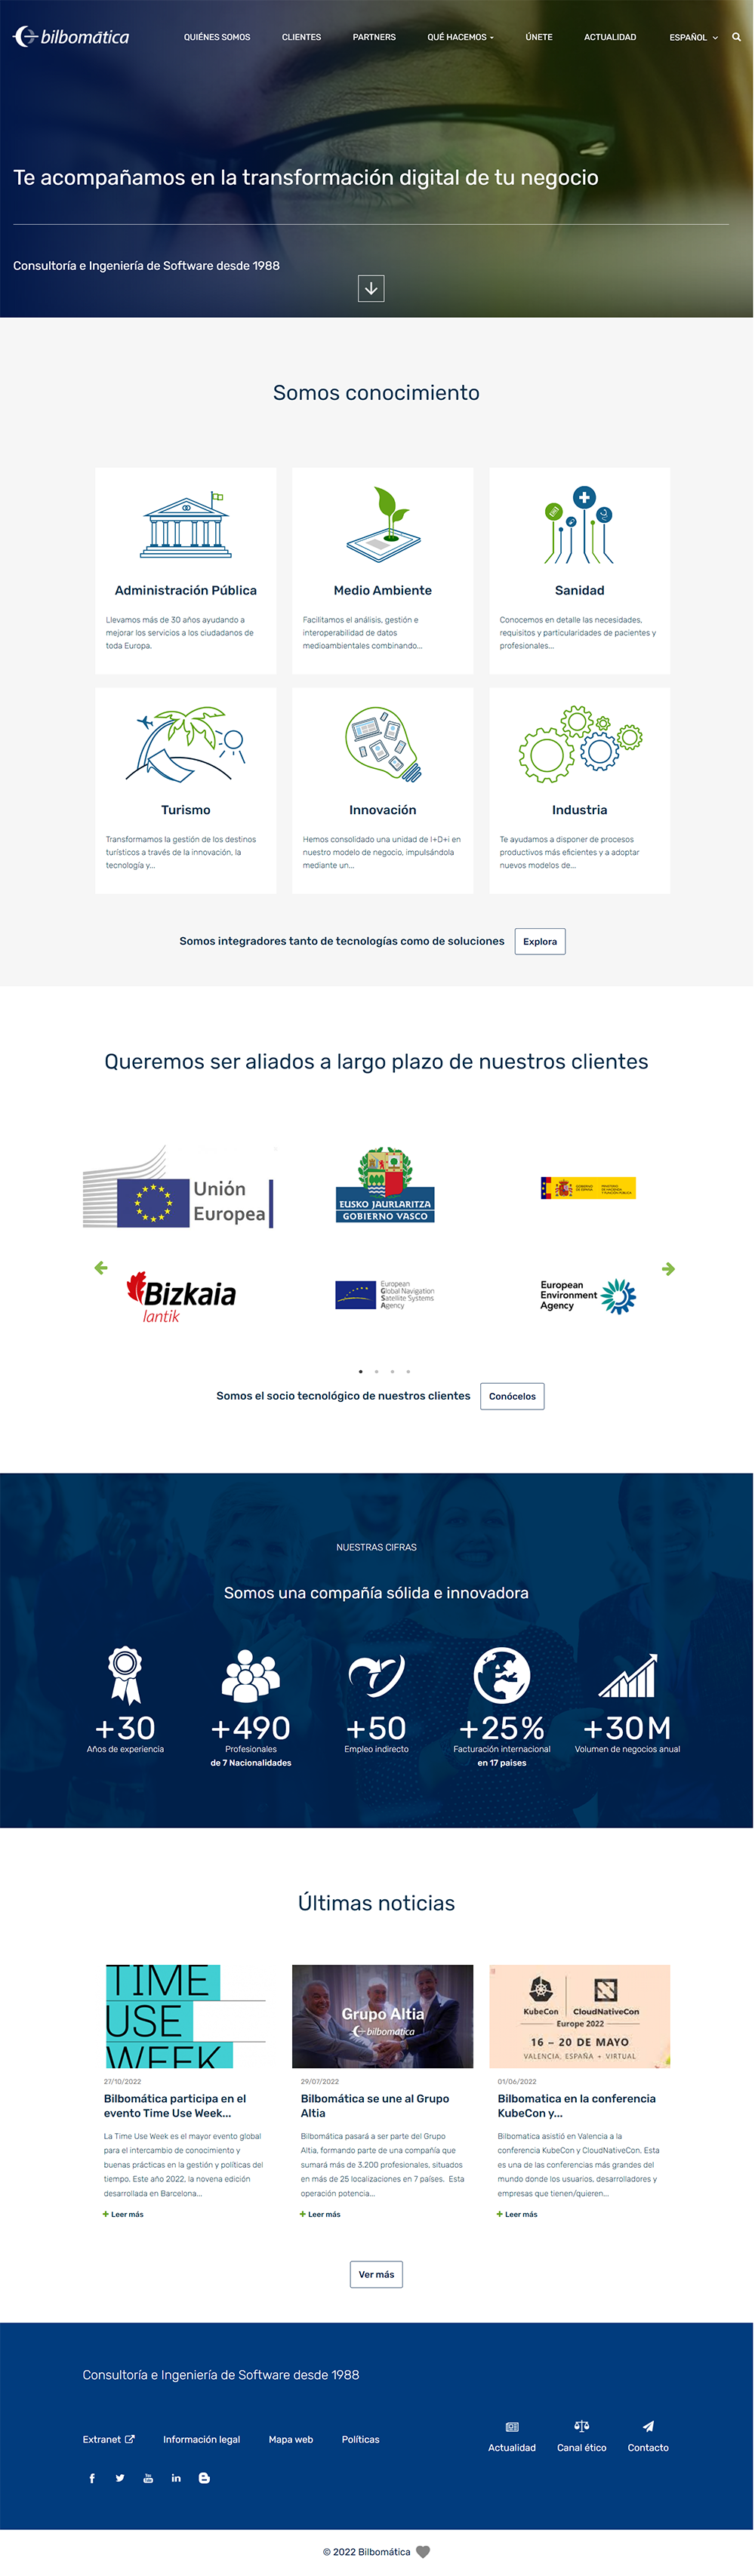 bilbomática
QUIÉNES SOMOS
CLIENTES
PARTNERS
QUÉ HACEMOS
ÚNETE
ACTUALIDAD
ESPAÑOL
Te acompañamos en la transformación digital de tu negocio
Consultoría e Ingeniería de Software desde 1988
Somos conocimiento
Administración Pública
Llevamos más de 30 años ayudando a
mejorar los servicios a los ciudadanos de
toda Europa.
Medio Ambiente
Facilitamos el análisis, gestión e
interoperabilidad de datos
medioambientales combinando...
Sanidad
Conocemos en detalle las necesidades,
requisitos y particularidades de pacientes y
profesionales...
Turismo
Transformamos la gestión de los destinos
turísticos a través de la innovación, la
tecnología y...
Innovación
Hemos consolidado una unidad de I+D+i en
nuestro modelo de negocio, impulsándola
mediante un...
Industria
Te ayudamos a disponer de procesos
productivos más eficientes y a adoptar
nuevos modelos de...
Somos integradores tanto de tecnologías como de soluciones
Explora
Queremos ser aliados a largo plazo de nuestros clientes
Unión
Europea
EUSKO JAURLARITZA
GOBIERNO VASCO
GOBIERNO
DE ESPAÑA
MINISTERIO
DE HACIENDA
Y FUNCIÓN PÚBLICA
Bizkaia
lantik
European
Global Navigation
Satellite Systems
Agency
European
Environment
Agency
Somos el socio tecnológico de nuestros clientes
Conócelos
NUESTRAS CIFRAS
Somos una compañía sólida e innovadora
+30
Años de experiencia
+490
Profesionales
de 7 Nacionalidades
+50
Empleo indirecto
+25%
Facturación internacional
en 17 paises
+30M
Volumen de negocios anual
Últimas noticias
TIME
USE
WEEK
27/10/2022
Bilbomática participa en el
evento Time Use Week...
La Time Use Week es el mayor evento global
para el intercambio de conocimiento y
buenas prácticas en la gestión y políticas del
tiempo. Este año 2022, la novena edición
desarrollada en Barcelona...
+ Leer más
Grupo Altia
bilbomática
29/07/2022
Bilbomática se une al Grupo
Altia
Bilbomática pasará a ser parte del Grupo
Altia, formando parte de una compañía que
sumará más de 3.200 profesionales, situados
en más de 25 localizaciones en 7 países. Esta
operación potencia...
+ Leer más
KubeCon
CloudNativeCon
Europe 2022
16 – 20 DE MAYO
VALENCIA, ESPAÑA + VIRTUAL
01/06/2022
Bilbomatica en la conferencia
KubeCon y...
Bilbomatica asistió en Valencia a la
conferencia KubeCon y CloudNativeCon. Esta
es una de las conferencias más grandes del
mundo donde los usuarios, desarrolladores y
empresas que tienen/quieren...
+ Leer más
Ver más
Consultoría e Ingeniería de Software desde 1988
Extranet
Información legal
Mapa web
Políticas
Actualidad
Canal ético
Contacto
© 2022 Bilbomática